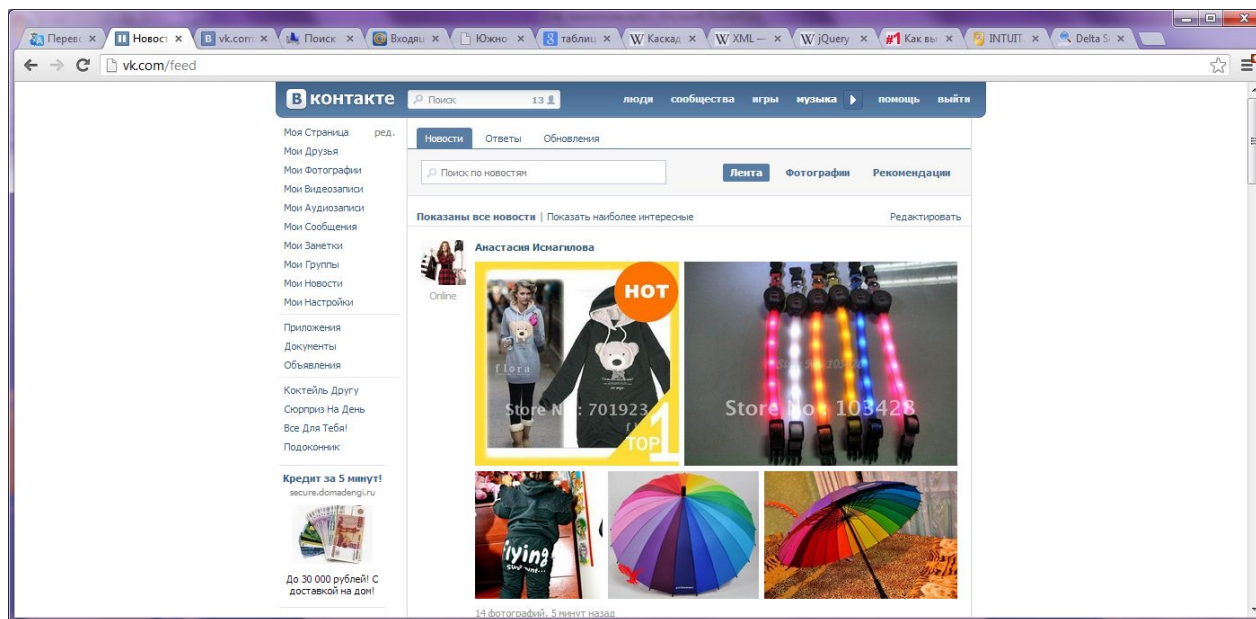 Перевс
Новост
vk.com
Поиск
Входящ
Южно-
таблиц
Каскад
XML —
jQuery
Как вы
INTUIT
Delta S
vk.com/feed
В контакте
Поиск
13
люди сообщества игры музыка помощь выйти
Моя Страница ред.
Мои Друзья
Мои Фотографии
Мои Видеозаписи
Мои Аудиозаписи
Мои Сообщения
Мои Заметки
Мои Группы
Мои Новости
Мои Настройки
Приложения
Документы
Объявления
Коктейль Другу
Сюрприз На День
Все Для Тебя!
Подоконник
Кредит за 5 минут!
secure.domadengi.ru
До 30 000 рублей! С
доставкой на дом!
Новости Ответы Обновления
Поиск по новостям
Лента Фотографии Рекомендации
Показаны все новости | Показать наиболее интересные Редактировать
Анастасия Исмагилова
Online
HOT
flora
Store No : 701923
TOP 1
Store No : 103428
flying
14 фотографий, 5 минут назад